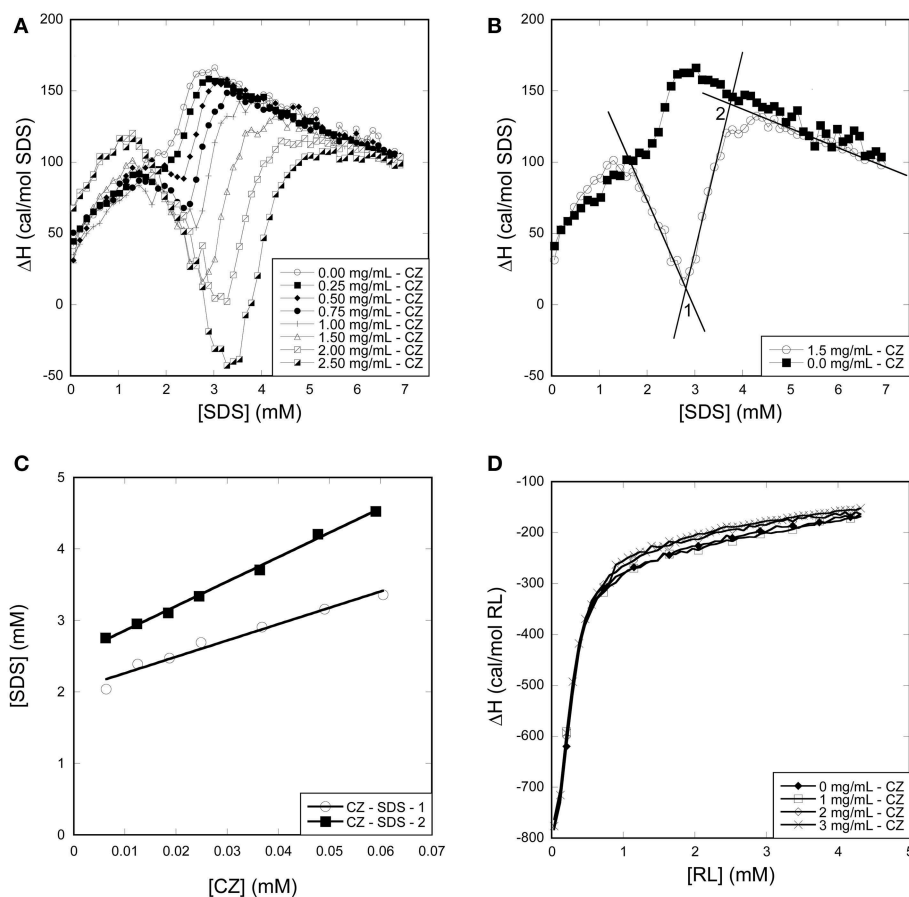 A
200
150
100
50
0
50
ΔH (cal/mol SDS)
0 1 2 3 4 5 6 7
[SDS] (mM)
0.00 mg/mL - CZ
0.25 mg/mL - CZ
0.50 mg/mL - CZ
0.75 mg/mL - CZ
1.00 mg/mL - CZ
1.50 mg/mL - CZ
2.00 mg/mL - CZ
2.50 mg/mL - CZ
B
200
150
100
50
0
50
ΔH (cal/mol SDS)
2
1
0 1 2 3 4 5 6 7
[SDS] (mM)
1.5 mg/mL - CZ
0.0 mg/mL - CZ
C
5
4
3
2
1
0
[SDS] (mM)
0 0.01 0.02 0.03 0.04 0.05 0.06 0.07
[CZ] (mM)
CZ - SDS - 1
CZ - SDS - 2
D
-100
-200
-300
-400
-500
-600
-700
-800
ΔH (cal/mol RL)
0 1 2 3 4 5
[RL] (mM)
0 mg/mL - CZ
1 mg/mL - CZ
2 mg/mL - CZ
3 mg/mL - CZ